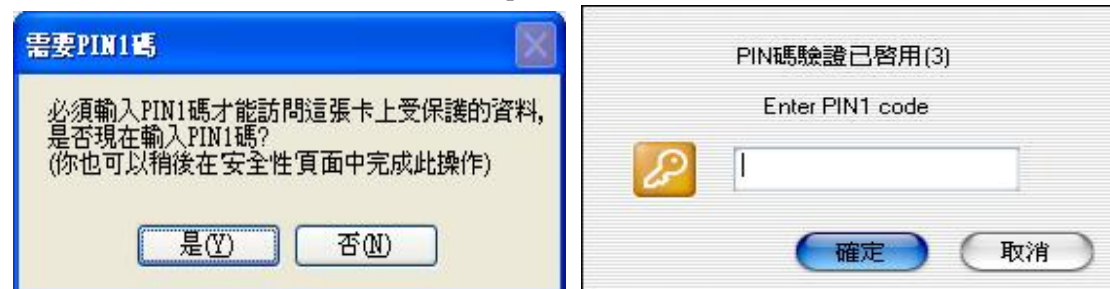 需要PIN1碼
必須輸入PIN1碼才能訪問這張卡上受保護的資料,
是否現在輸入PIN1碼?
(你也可以稍後在安全性頁面中完成此操作)
是(Y)
否(N)
PIN碼驗證已啓用(3)
Enter PIN1 code
確定
取消